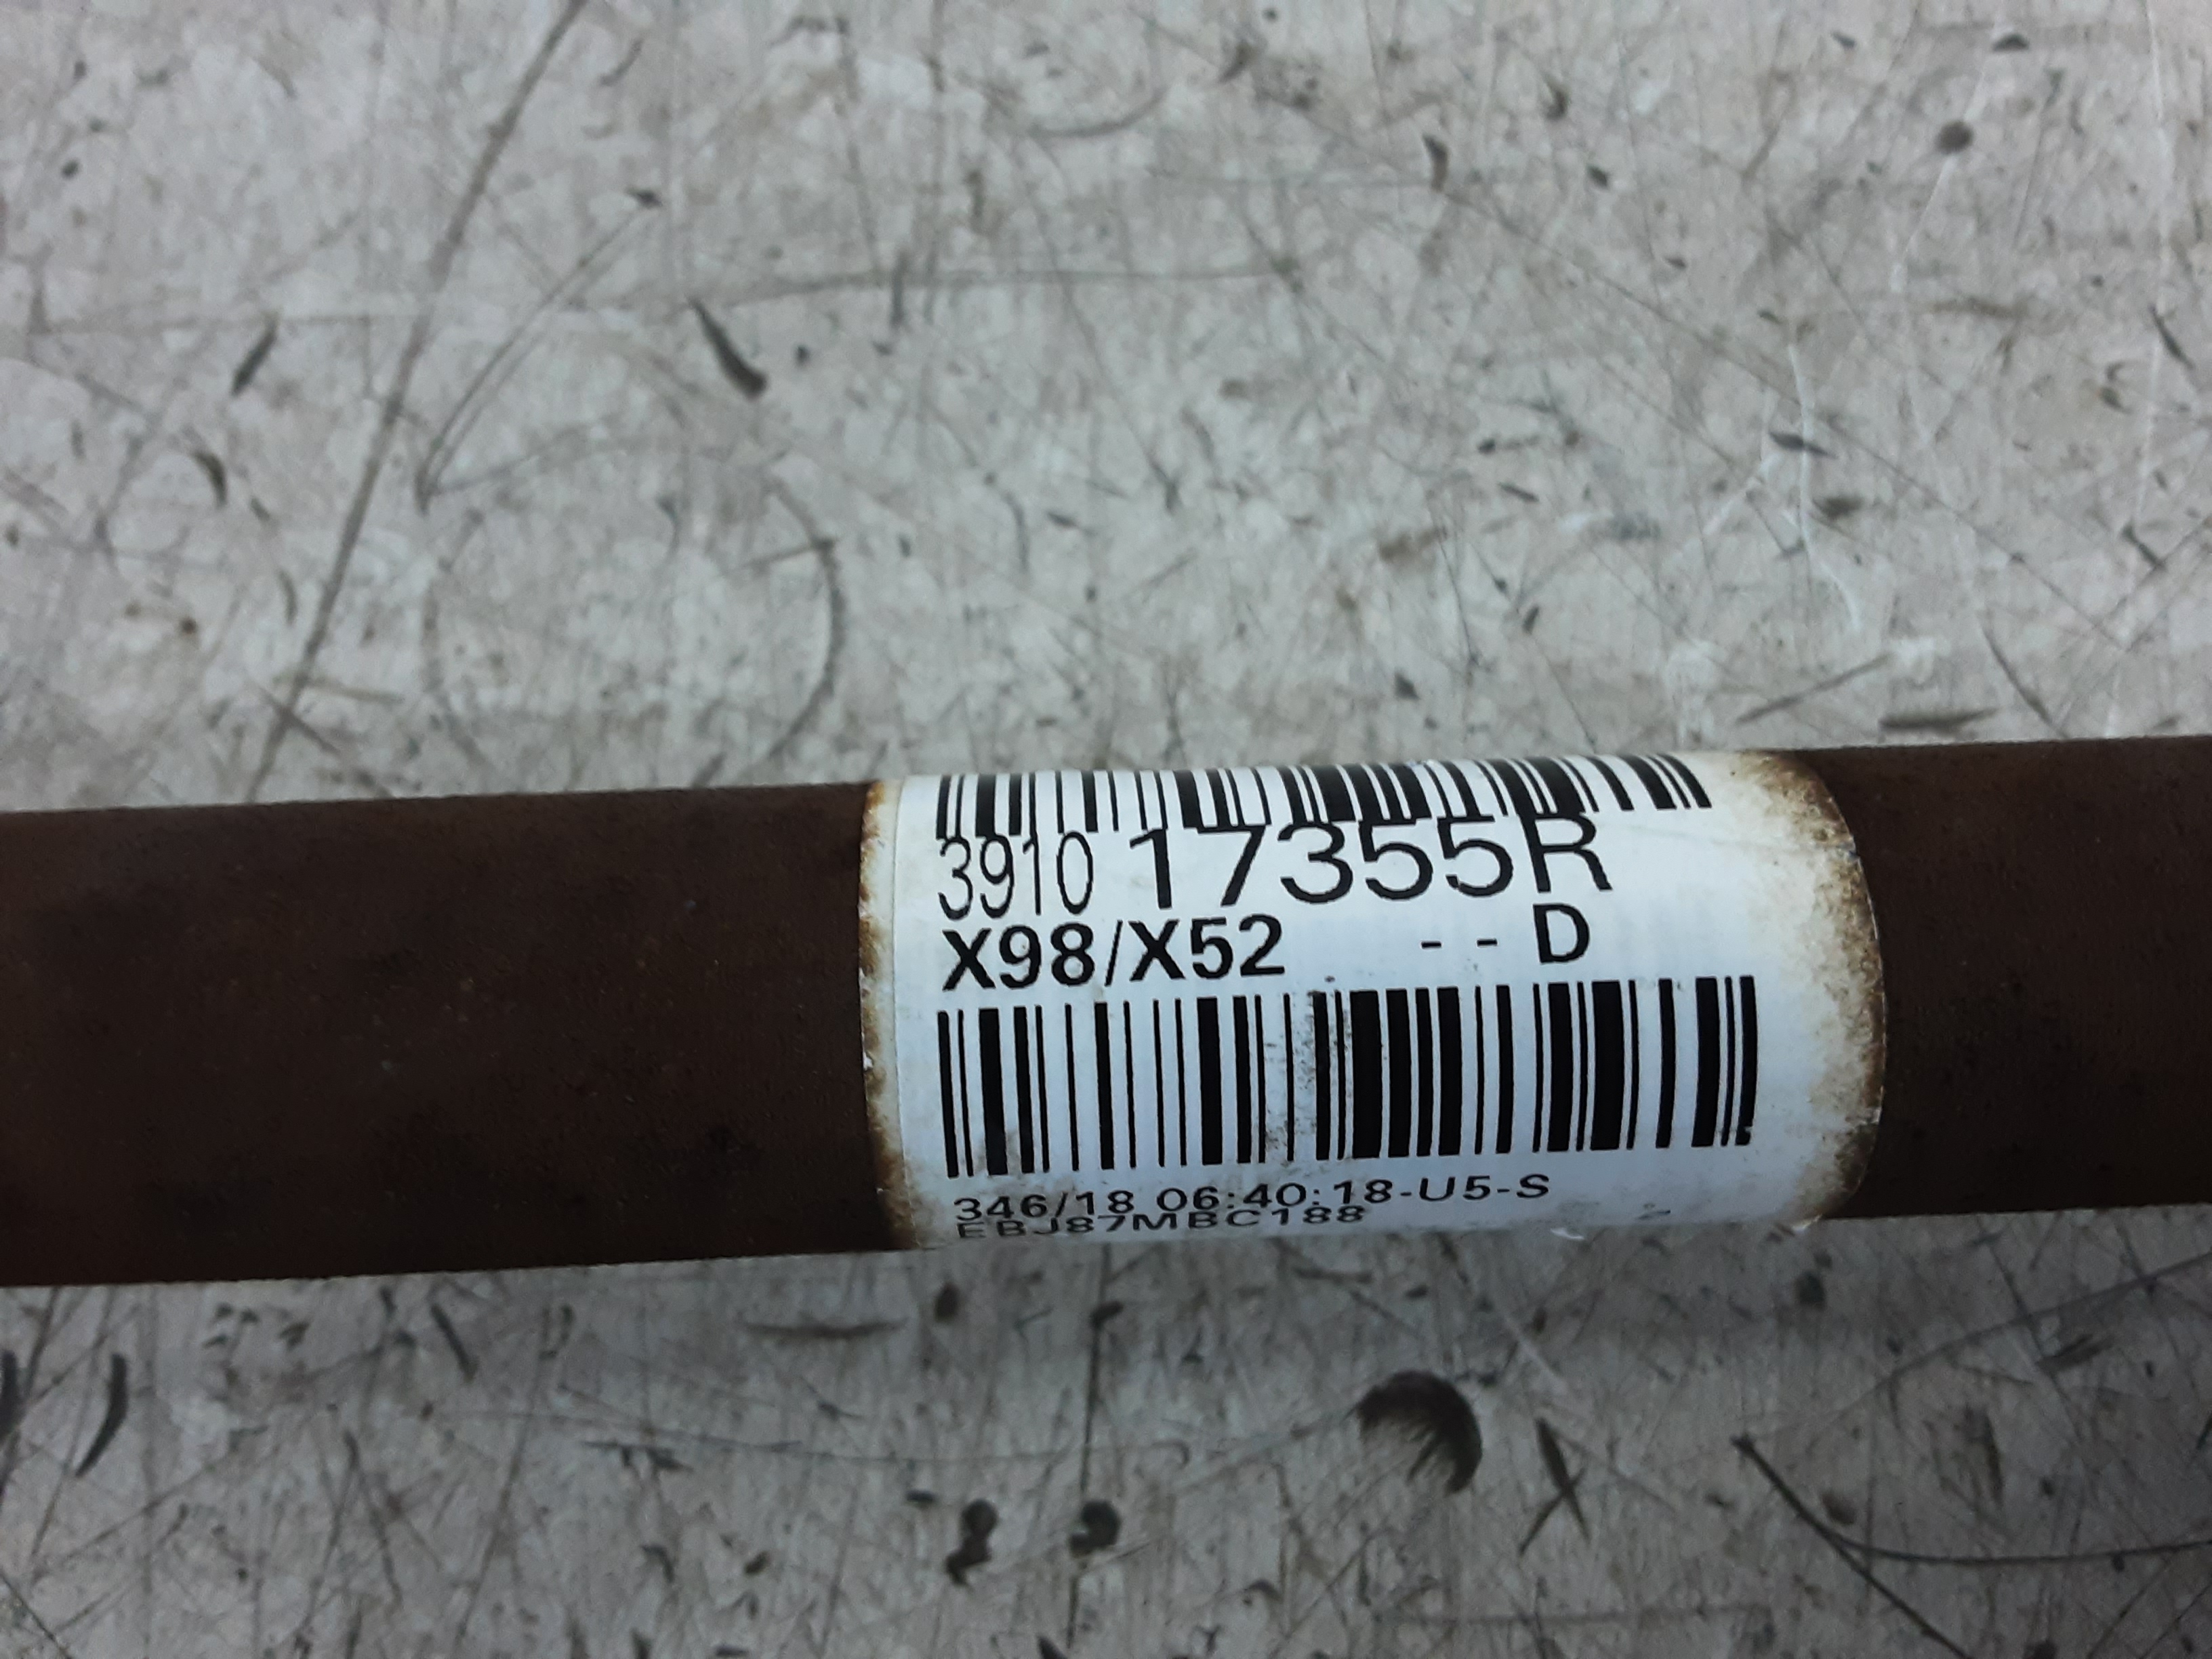 3910 17355R
X98/X52 -- D
346/18 06:40:18-U5-S
EBJ87MBC188